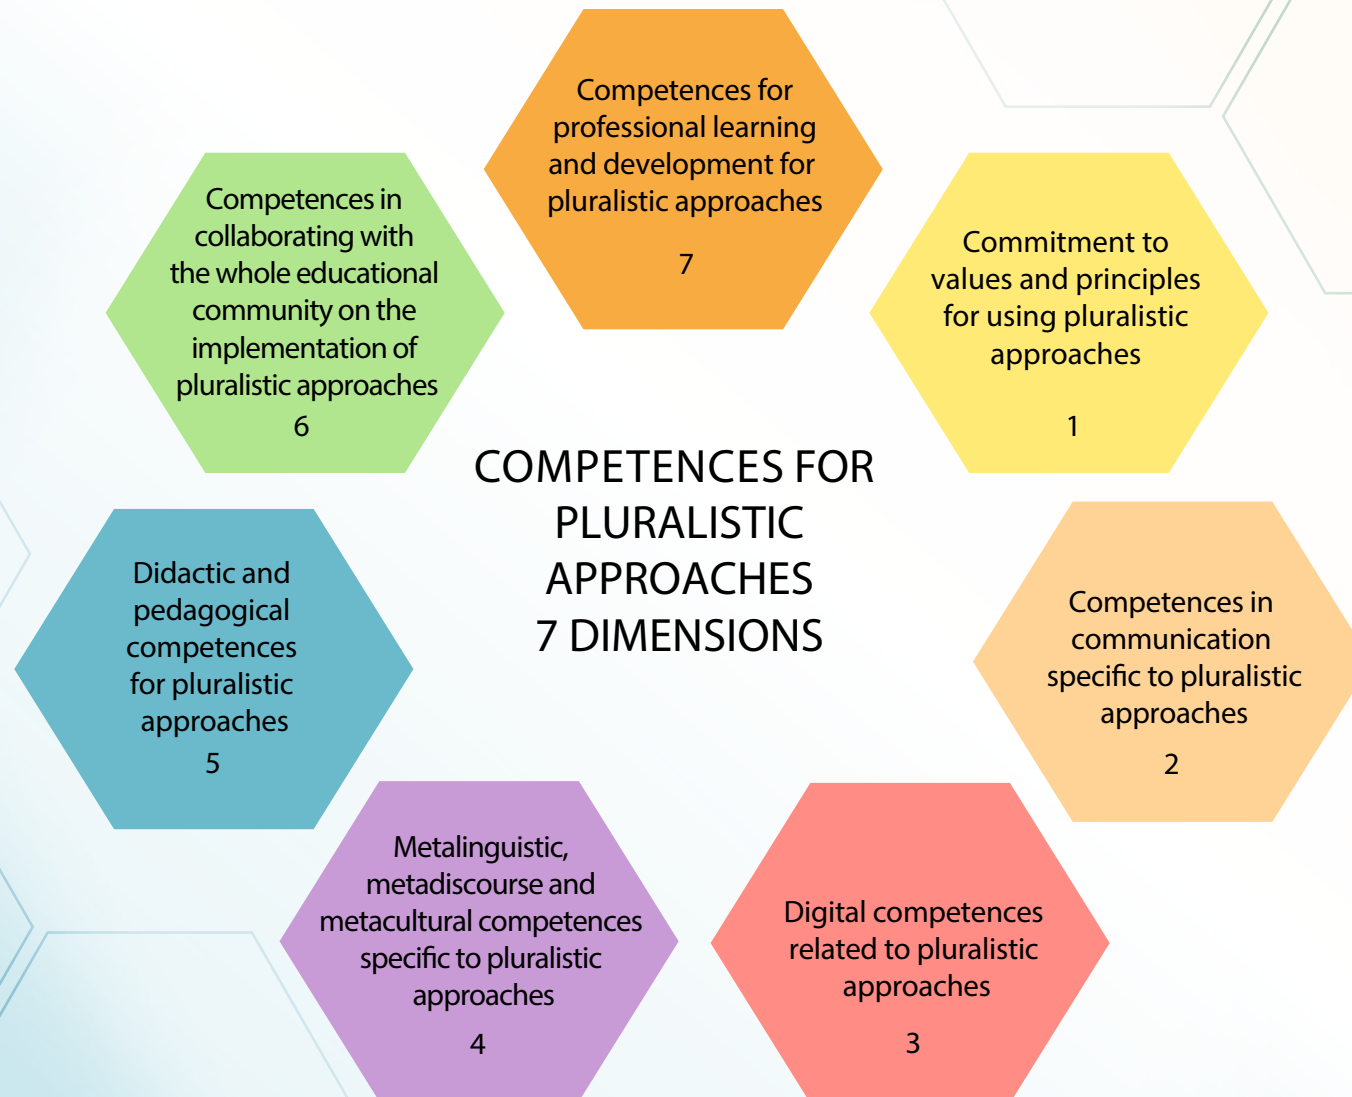 Competences for
professional learning
and development for
pluralistic approaches
7
Commitment to
values and principles
for using pluralistic
approaches
1
Competences in
communication
specific to pluralistic
approaches
2
Digital competences
related to pluralistic
approaches
3
Metalinguistic,
metadiscourse and
metacultural competences
specific to pluralistic
approaches
4
Didactic and
pedagogical
competences
for pluralistic
approaches
5
Competences in
collaborating with
the whole educational
community on the
implementation of
pluralistic approaches
6
COMPETENCES FOR
PLURALISTIC
APPROACHES
7 DIMENSIONS